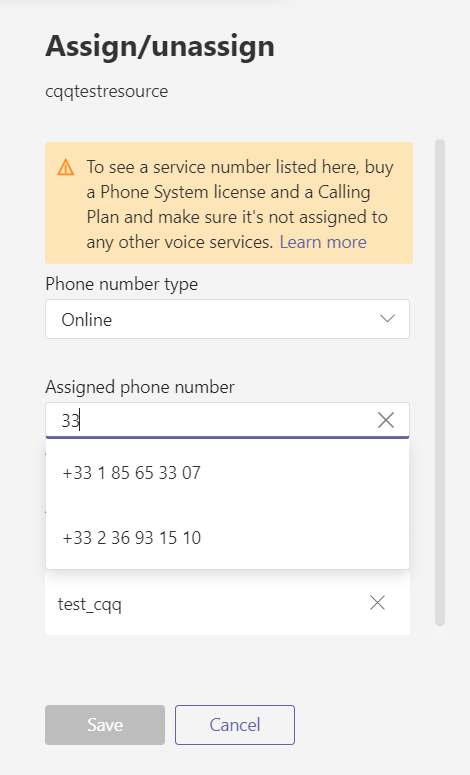 Assign/unassign
cqqtestresource
To see a service number listed here, buy
a Phone System license and a Calling
Plan and make sure it's not assigned to
any other voice services. Learn more
Phone number type
Online
Assigned phone number
33
+33 1 85 65 33 07
+33 2 36 93 15 10
test_cqq
Save Cancel